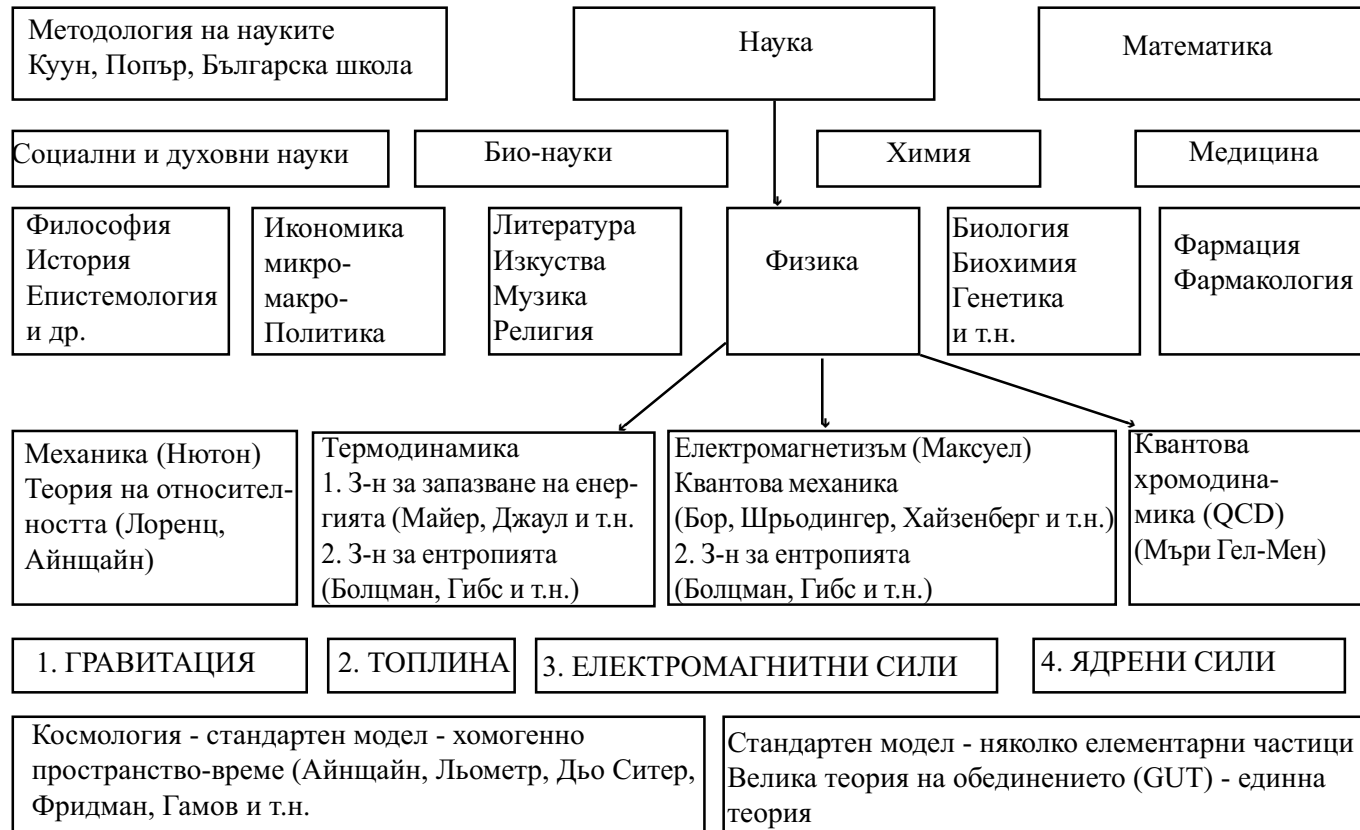 Методология на науките
Куун, Попър, Българска школа
Наука
Математика
Социални и духовни науки
Био-науки
Химия
Медицина
Философия
История
Епистемология
и др.
Икономика
микро-
макро-
Политика
Литература
Изкуства
Музика
Религия
Физика
Биология
Биохимия
Генетика
и т.н.
Фармация
Фармакология
Механика (Нютон)
Теория на относител-
ността (Лоренц,
Айнщайн)
Термодинамика
1. З-н за запазване на енер-
гията (Майер, Джаул и т.н.
2. З-н за ентропията
(Болцман, Гибс и т.н.)
Електромагнетизъм (Максуел)
Квантова механика
(Бор, Шрьодингер, Хайзенберг и т.н.)
2. З-н за ентропията
(Болцман, Гибс и т.н.)
Квантова
хромодина-
мика (QCD)
(Мъри Гел-Мен)
1. ГРАВИТАЦИЯ
2. ТОПЛИНА
3. ЕЛЕКТРОМАГНИТНИ СИЛИ
4. ЯДРЕНИ СИЛИ
Космология - стандартен модел - хомогенно
пространство-време (Айнщайн, Льометр, Дьо Ситер,
Фридман, Гамов и т.н.
Стандартен модел - няколко елементарни частици
Велика теория на обединението (GUT) - единна
теория